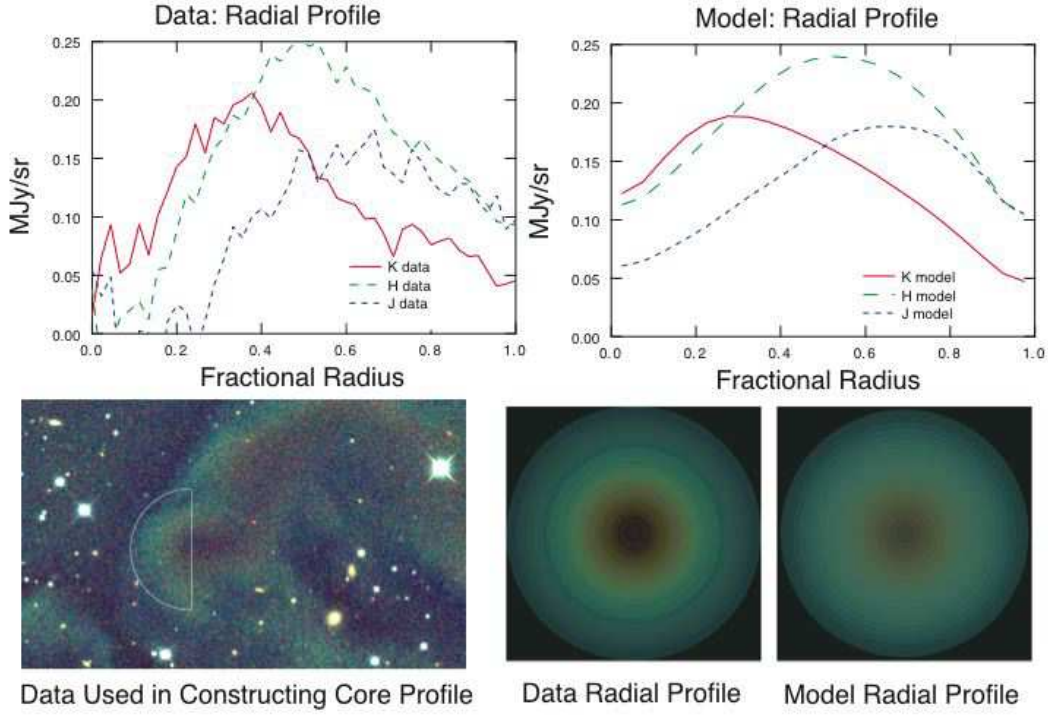 Data: Radial Profile
0.25
0.20
0.15
0.10
0.05
0.00
MJy/sr
K data
H data
J data
0.0 0.2 0.4 0.6 0.8 1.0
Fractional Radius
Model: Radial Profile
0.25
0.20
0.15
0.10
0.05
0.00
MJy/sr
K model
H model
J model
0.0 0.2 0.4 0.6 0.8 1.0
Fractional Radius
Data Used in Constructing Core Profile
Data Radial Profile
Model Radial Profile